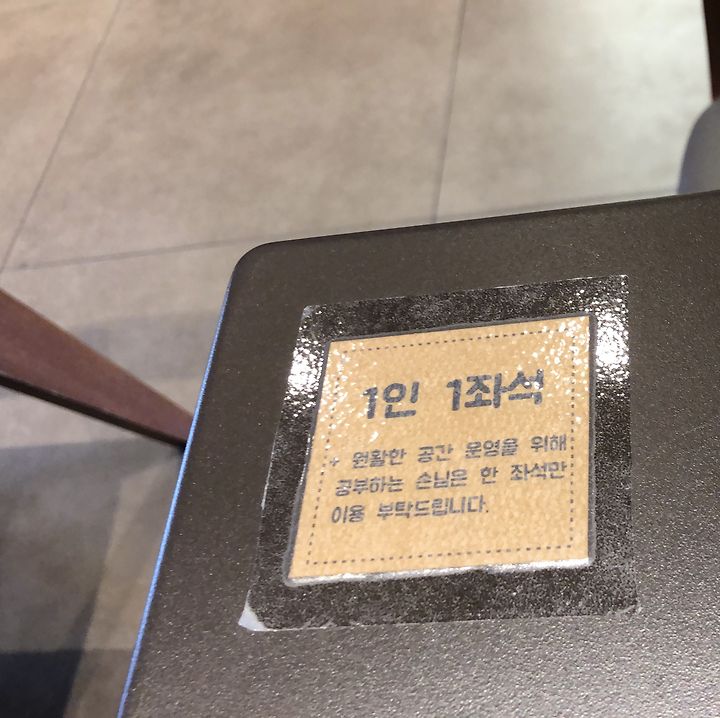 1인 1좌석
+ 원활한 공간 운영을 위해
공부하는 손님은 한 좌석만
이용 부탁드립니다.